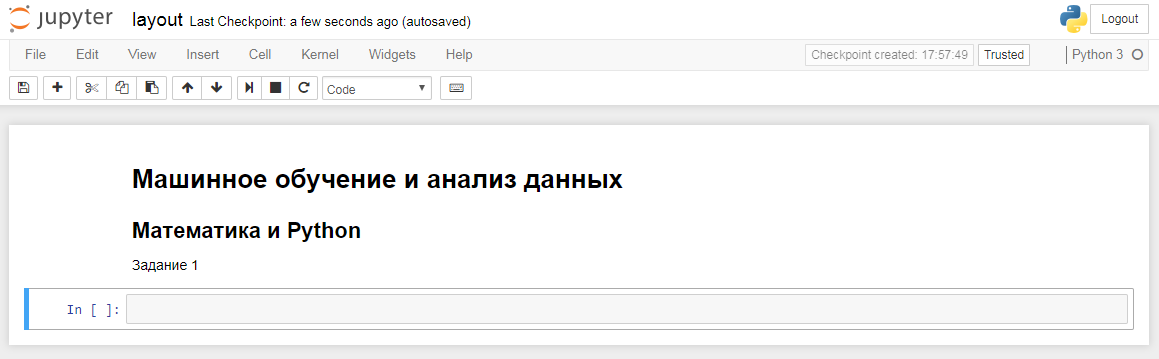 jupyter layout Last Checkpoint: a few seconds ago (autosaved) Logout
File Edit View Insert Cell Kernel Widgets Help Checkpoint created: 17:57:49 Trusted Python 3
Code
Машинное обучение и анализ данных
Математика и Python
Задание 1
In [ ]: